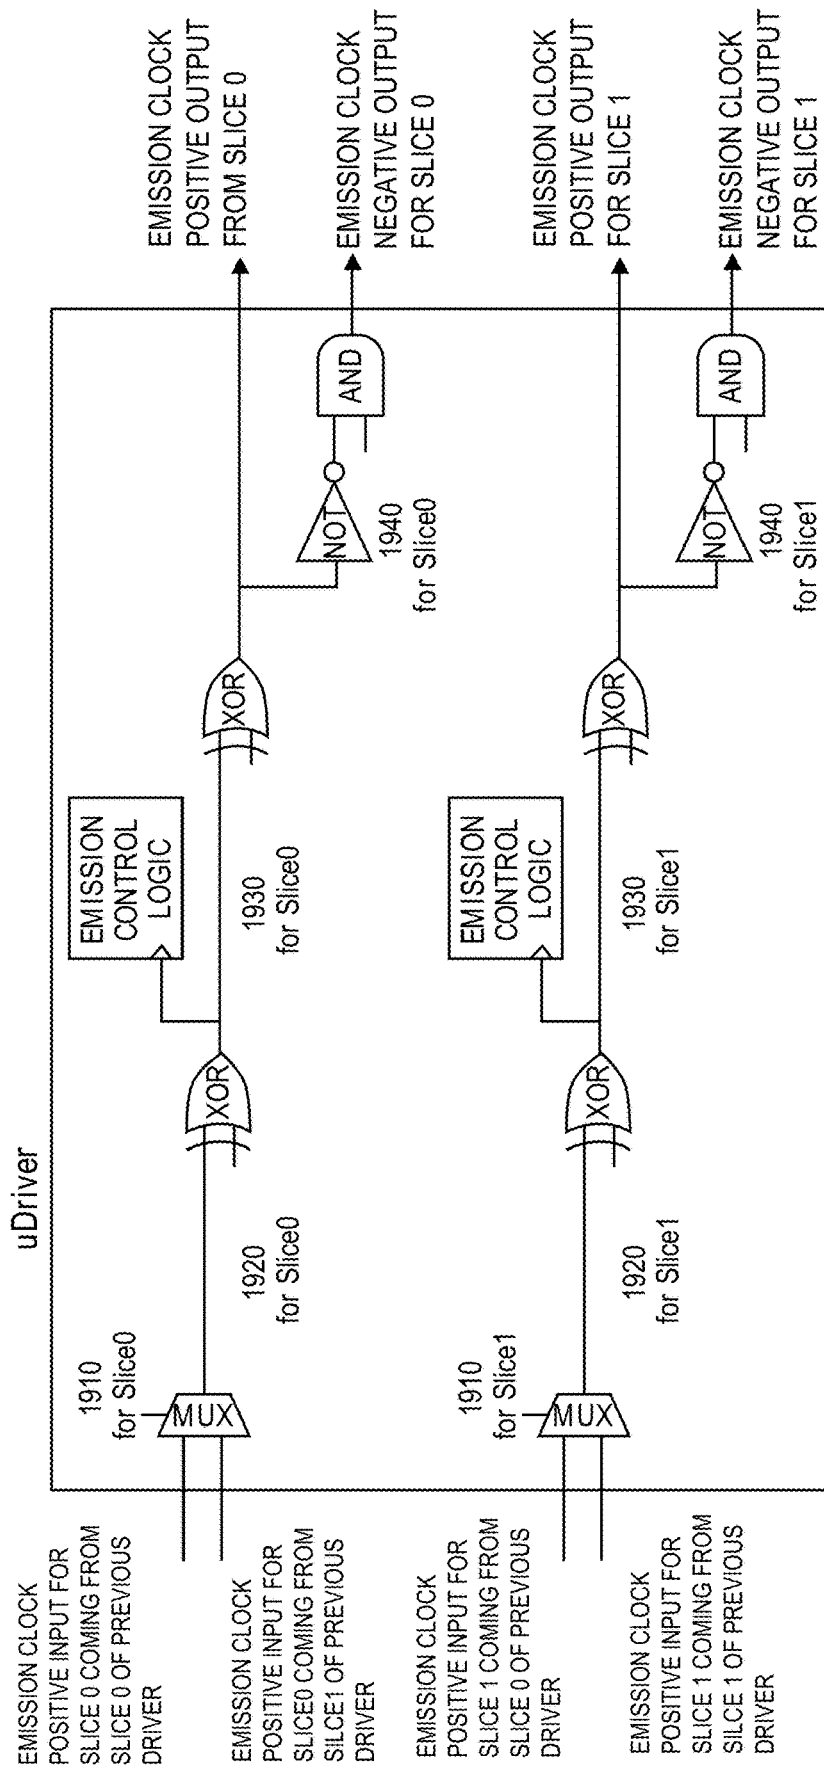 uDriver
EMISSION CLOCK
POSITIVE INPUT FOR
SLICE 0 COMING FROM
SLICE 0 OF PREVIOUS
DRIVER
EMISSION CLOCK
POSITIVE INPUT FOR
SLICE0 COMING FROM
SILCE1 OF PREVIOUS
DRIVER
1910
for Slice0
MUX
1920
for Slice0
XOR
EMISSION
CONTROL
LOGIC
1930
for Slice0
XOR
NOT
1940
for Slice0
AND
EMISSION CLOCK
POSITIVE OUTPUT
FROM SLICE 0
EMISSION CLOCK
NEGATIVE OUTPUT
FOR SLICE 0
EMISSION CLOCK
POSITIVE INPUT FOR
SLICE 1 COMING FROM
SLICE 0 OF PREVIOUS
DRIVER
EMISSION CLOCK
POSITIVE INPUT FOR
SLICE 1 COMING FROM
SILCE 1 OF PREVIOUS
DRIVER
1910
for Slice1
MUX
1920
for Slice1
XOR
EMISSION
CONTROL
LOGIC
1930
for Slice1
XOR
NOT
1940
for Slice1
AND
EMISSION CLOCK
POSITIVE OUTPUT
FOR SLICE 1
EMISSION CLOCK
NEGATIVE OUTPUT
FOR SLICE 1